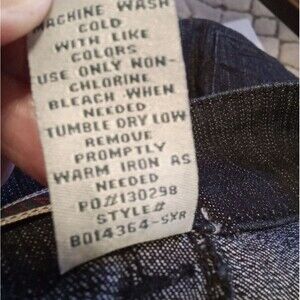 MACHINE WASH
COLD
WITH LIKE
COLORS
USE ONLY NON-
CHLORINE
BLEACH WHEN
NEEDED
TUMBLE DRY LOW
REMOVE
PROMPTLY
WARM IRON AS
NEEDED
PO#130298
STYLE#
B014364-SXR